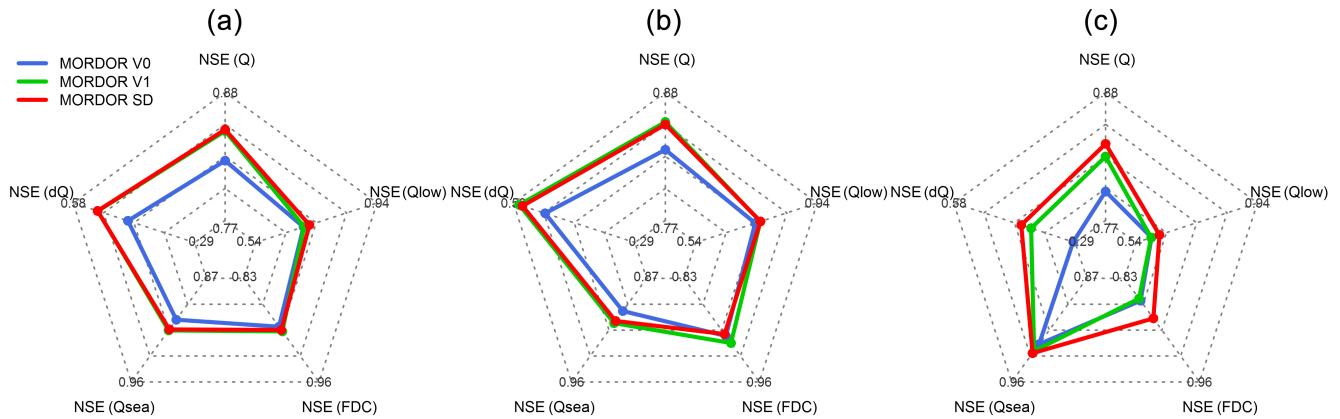 (a)
(b)
(c)
MORDOR V0
MORDOR V1
MORDOR SD
NSE (Q)
0.88
NSE (dQ)
0.58
NSE (Qlow)
0.94
0.77
0.29
0.54
0.87
0.83
0.96
0.96
NSE (Qsea)
NSE (FDC)
NSE (Q)
0.88
NSE (dQ)
NSE (Qlow)
0.94
0.77
0.29
0.54
0.87
0.83
0.96
0.96
NSE (Qsea)
NSE (FDC)
NSE (Q)
0.88
NSE (dQ)
0.58
NSE (Qlow)
0.94
0.77
0.29
0.54
0.87
0.83
0.96
0.96
NSE (Qsea)
NSE (FDC)